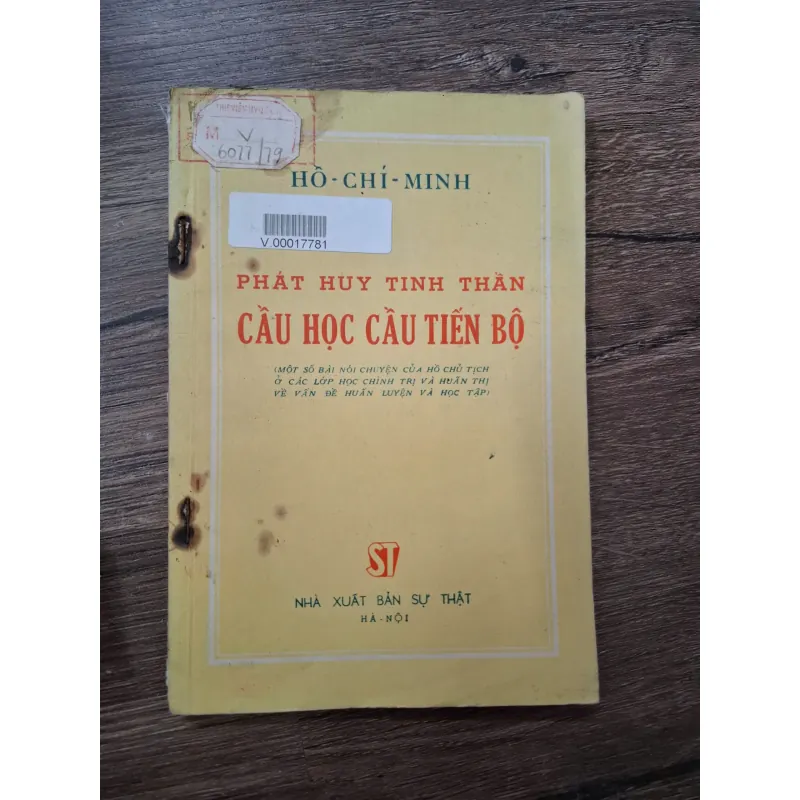 M V
6077/79
HỒ-CHÍ-MINH
V.00017781
PHÁT HUY TINH THẦN
CẦU HỌC CẦU TIẾN BỘ
(MỘT SỐ BÀI NÓI CHUYỆN CỦA HỒ CHỦ TỊCH
Ở CÁC LỚP HỌC CHÍNH TRỊ VÀ HUẤN THỊ
VỀ VẤN ĐỀ HUẤN LUYỆN VÀ HỌC TẬP)
ST
NHÀ XUẤT BẢN SỰ THẬT
HÀ-NỘI